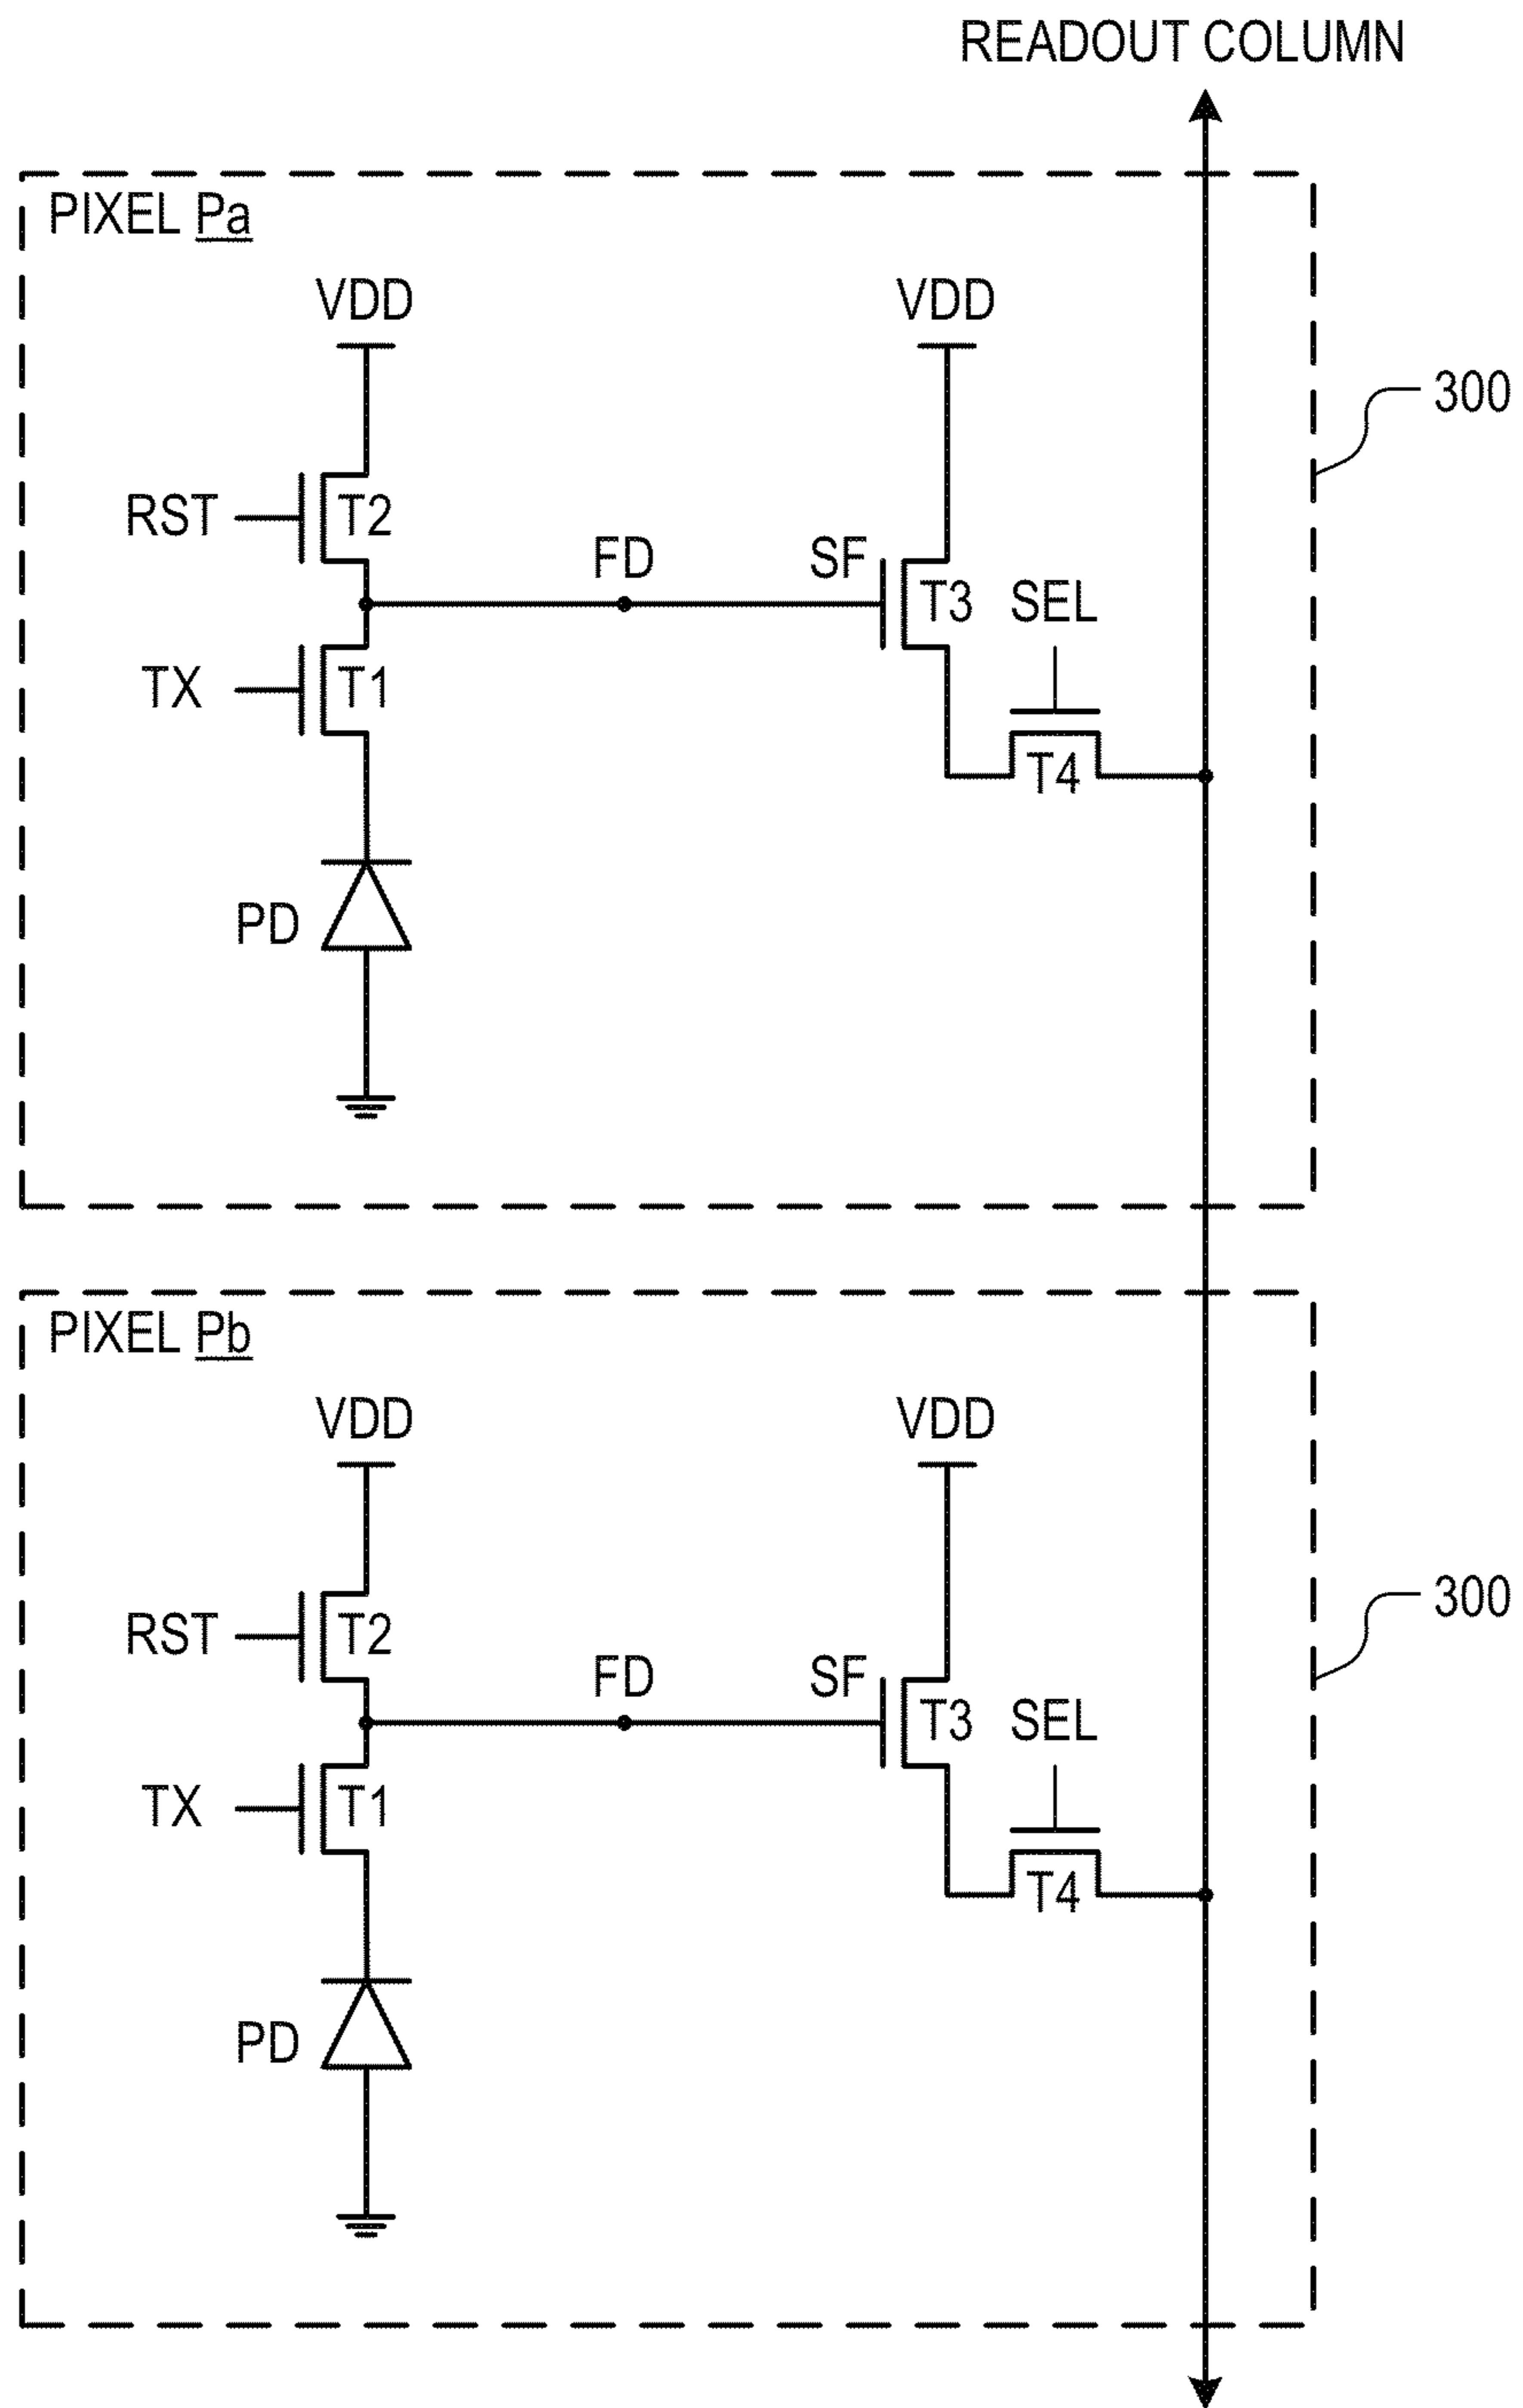 READOUT COLUMN
PIXEL Pa
VDD
VDD
300
RST
T2
FD
SF
T3
SEL
TX
T1
T4
PD
PIXEL Pb
VDD
VDD
300
RST
T2
FD
SF
T3
SEL
TX
T1
T4
PD